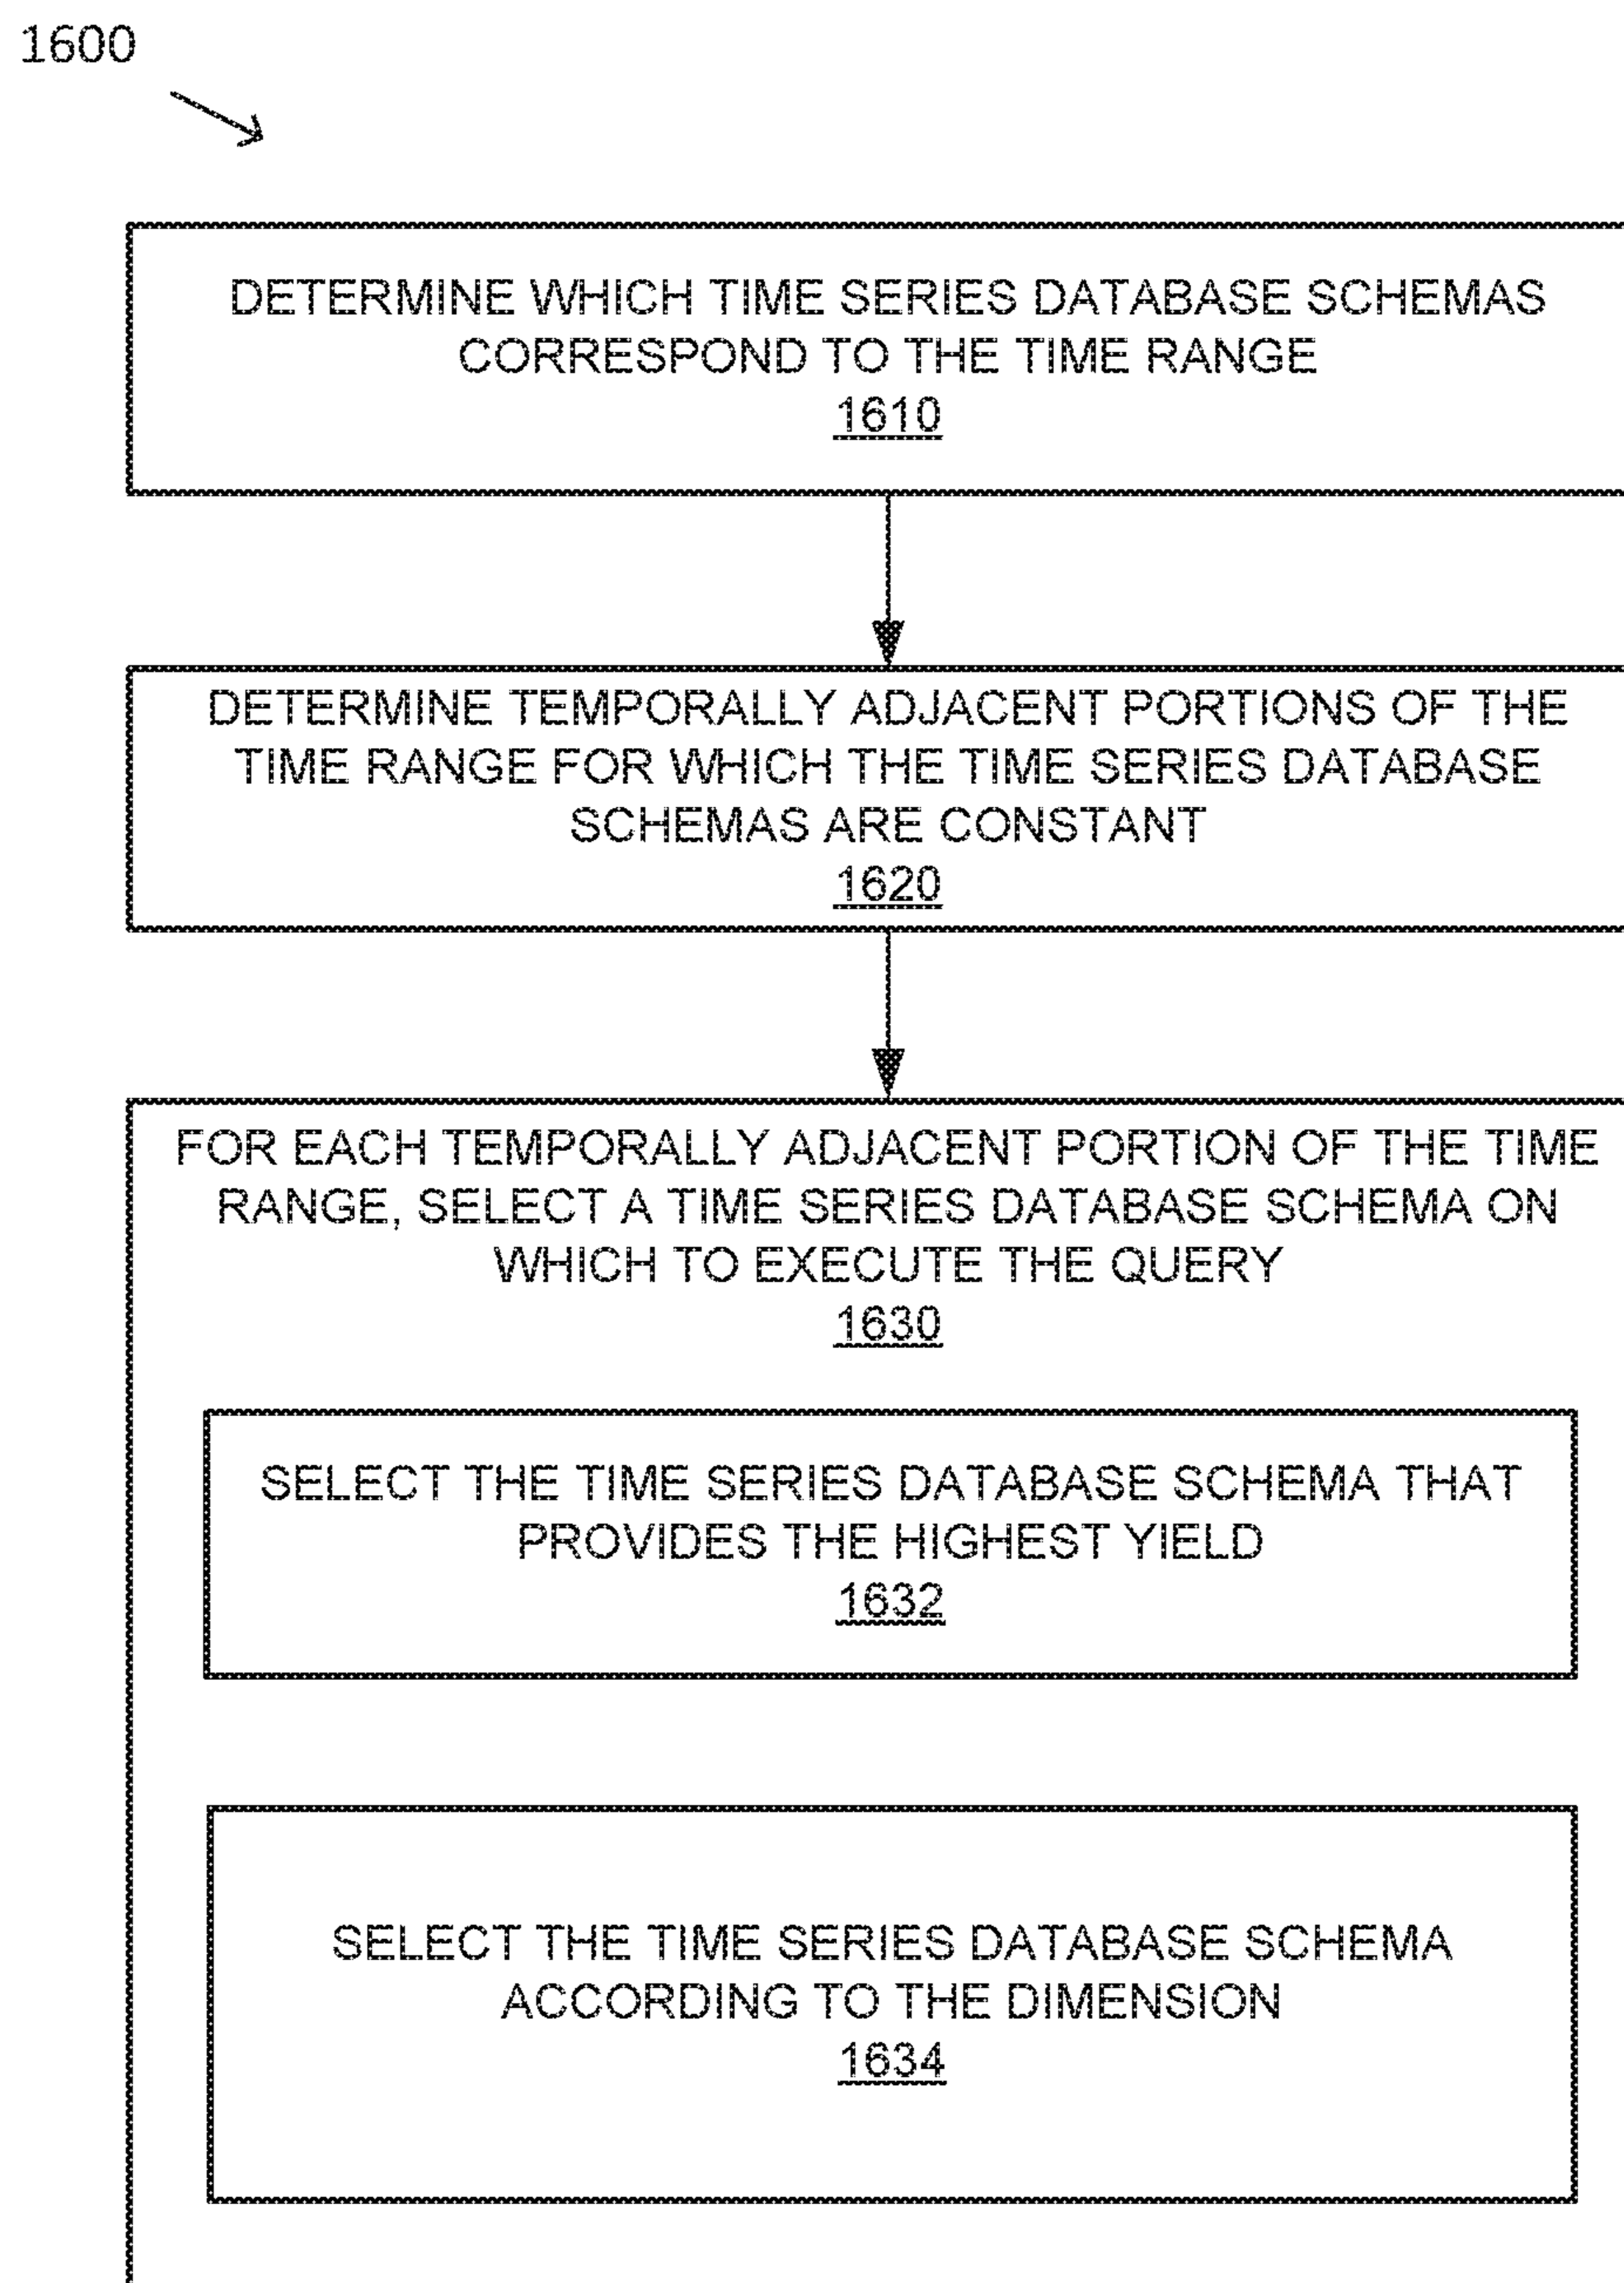 1600
DETERMINE WHICH TIME SERIES DATABASE SCHEMAS
CORRESPOND TO THE TIME RANGE
1610
DETERMINE TEMPORALLY ADJACENT PORTIONS OF THE
TIME RANGE FOR WHICH THE TIME SERIES DATABASE
SCHEMAS ARE CONSTANT
1620
FOR EACH TEMPORALLY ADJACENT PORTION OF THE TIME
RANGE, SELECT A TIME SERIES DATABASE SCHEMA ON
WHICH TO EXECUTE THE QUERY
1630
SELECT THE TIME SERIES DATABASE SCHEMA THAT
PROVIDES THE HIGHEST YIELD
1632
SELECT THE TIME SERIES DATABASE SCHEMA
ACCORDING TO THE DIMENSION
1634